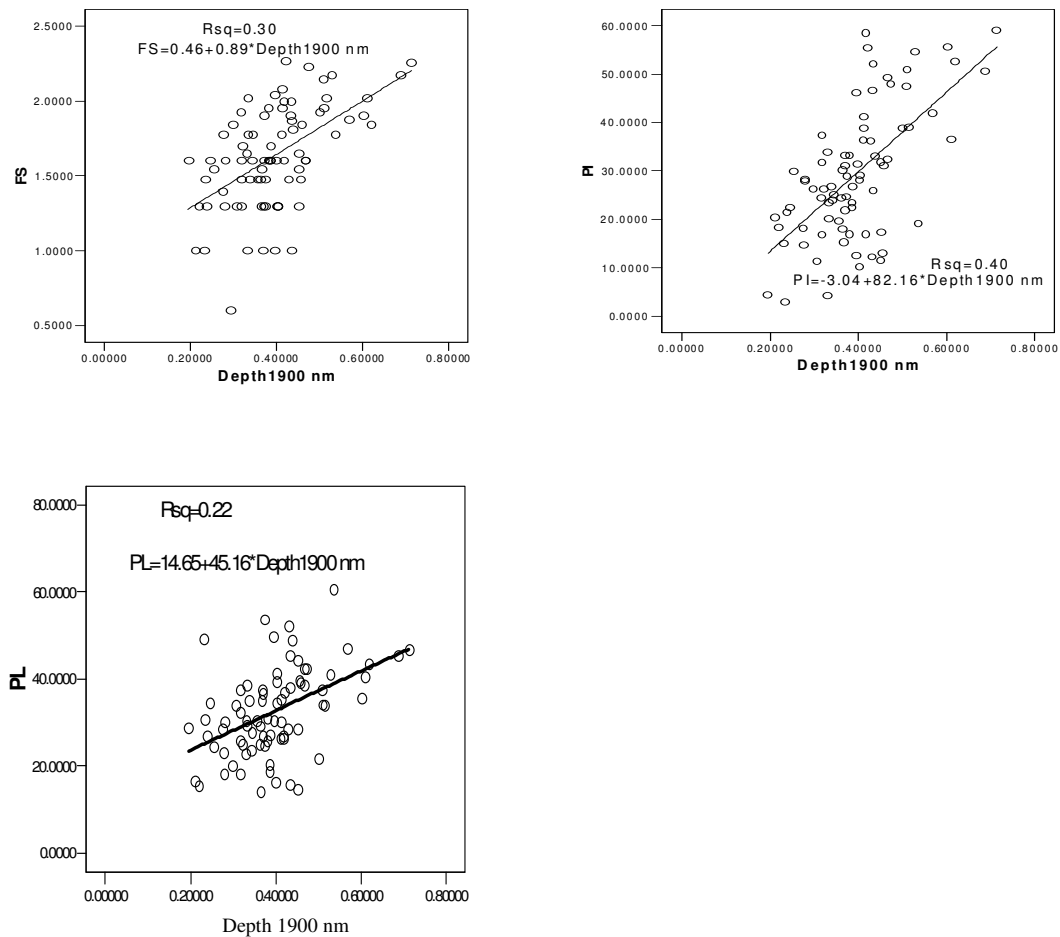 Rsq=0.30
FS=0.46+0.89*Depth1900 nm
2.5000
2.0000
1.5000
1.0000
0.5000
FS
0.00000 0.20000 0.40000 0.60000 0.80000
Depth1900 nm
60.0000
50.0000
40.0000
30.0000
20.0000
10.0000
0.0000
PI
Rsq=0.40
PI=-3.04+82.16*Depth1900 nm
0.00000 0.20000 0.40000 0.60000 0.80000
Depth1900 nm
Rsq=0.22
PL=14.65+45.16*Depth1900 nm
80.0000
60.0000
40.0000
20.0000
0.0000
PL
0.00000 0.20000 0.40000 0.60000 0.80000
Depth 1900 nm